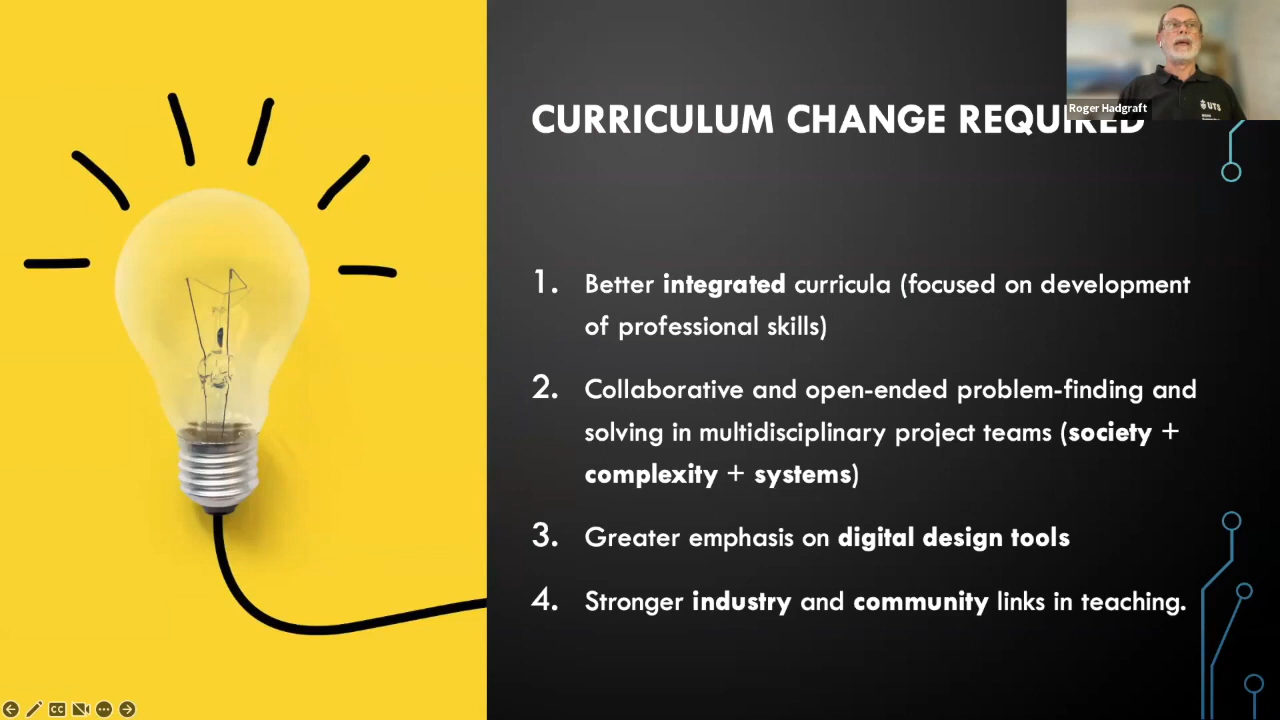 CURRICULUM CHANGE REQUIRED
Roger Hadgraft
UTS
1. Better integrated curricula (focused on development
of professional skills)
2. Collaborative and open-ended problem-finding and
solving in multidisciplinary project teams (society +
complexity + systems)
3. Greater emphasis on digital design tools
4. Stronger industry and community links in teaching.
CC